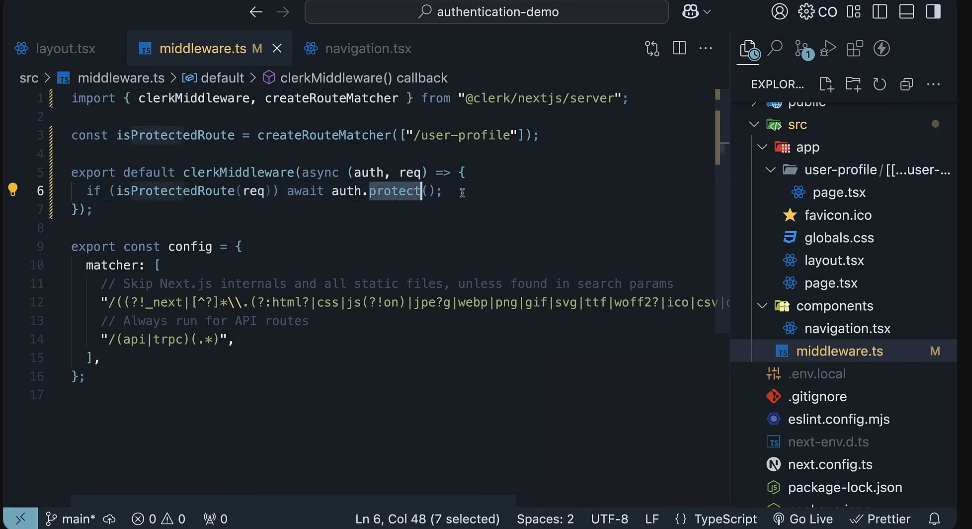 authentication-demo
CO
layout.tsx
middleware.ts M
navigation.tsx
1
EXPLOR...
src > middleware.ts > default > clerkMiddleware() callback
1 import { clerkMiddleware, createRouteMatcher } from "@clerk/nextjs/server";
2
3 const isProtectedRoute = createRouteMatcher(["/user-profile"]);
4
5 export default clerkMiddleware(async (auth, req) => {
6 if (isProtectedRoute(req)) await auth.protect();
7 });
8
9 export const config = {
10 matcher: [
11 // Skip Next.js internals and all static files, unless found in search params
12 "/((?!_next|[^?]*\\.(?:html?|css|js(?!on)|jpe?g|webp|png|gif|svg|ttf|woff2?|ico|csv|
13 // Always run for API routes
14 "/(api|trpc)(.*)",
15 ],
16 };
17
public
src
app
user-profile / [[...user-...
page.tsx
favicon.ico
globals.css
layout.tsx
page.tsx
components
navigation.tsx
middleware.ts M
.env.local
.gitignore
eslint.config.mjs
next-env.d.ts
next.config.ts
package-lock.json
main*
0 0
0
Ln 6, Col 48 (7 selected)
Spaces: 2
UTF-8
LF
{} TypeScript
Go Live
Prettier